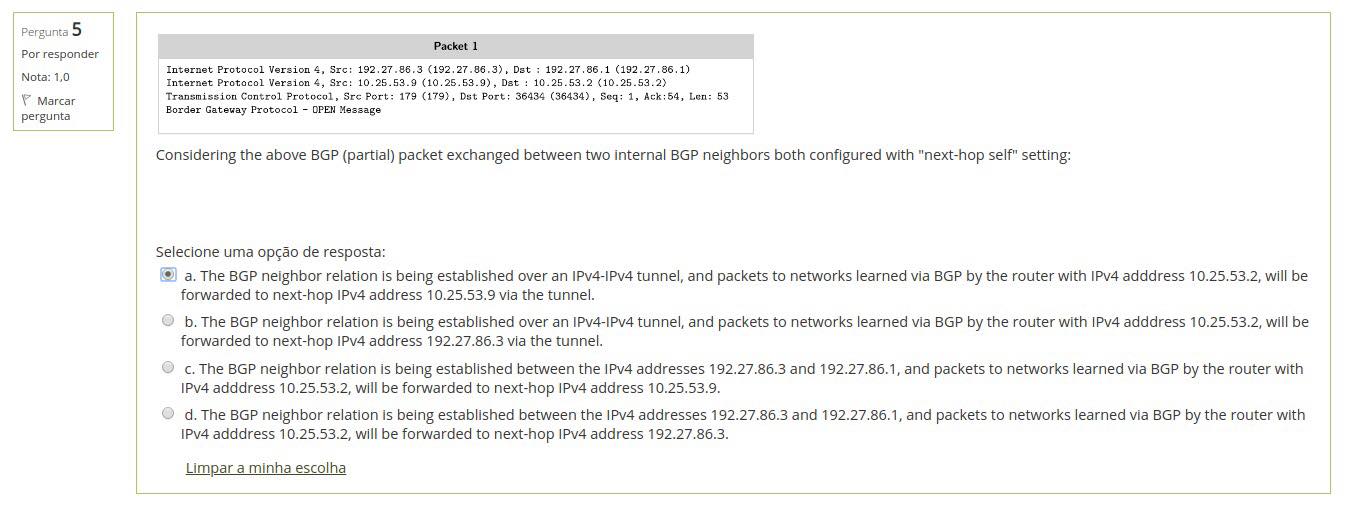 Pergunta 5
Por responder
Nota: 1,0
Marcar
pergunta
Packet 1
Internet Protocol Version 4, Src: 192.27.86.3 (192.27.86.3), Dst : 192.27.86.1 (192.27.86.1)
Internet Protocol Version 4, Src: 10.25.53.9 (10.25.53.9), Dst : 10.25.53.2 (10.25.53.2)
Transmission Control Protocol, Src Port: 179 (179), Dst Port: 36434 (36434), Seq: 1, Ack:54, Len: 53
Border Gateway Protocol - OPEN Message
Considering the above BGP (partial) packet exchanged between two internal BGP neighbors both configured with "next-hop self" setting:
Selecione uma opção de resposta:
a. The BGP neighbor relation is being established over an IPv4-IPv4 tunnel, and packets to networks learned via BGP by the router with IPv4 adddress 10.25.53.2, will be
forwarded to next-hop IPv4 address 10.25.53.9 via the tunnel.
b. The BGP neighbor relation is being established over an IPv4-IPv4 tunnel, and packets to networks learned via BGP by the router with IPv4 adddress 10.25.53.2, will be
forwarded to next-hop IPv4 address 192.27.86.3 via the tunnel.
c. The BGP neighbor relation is being established between the IPv4 addresses 192.27.86.3 and 192.27.86.1, and packets to networks learned via BGP by the router with
IPv4 adddress 10.25.53.2, will be forwarded to next-hop IPv4 address 10.25.53.9.
d. The BGP neighbor relation is being established between the IPv4 addresses 192.27.86.3 and 192.27.86.1, and packets to networks learned via BGP by the router with
IPv4 adddress 10.25.53.2, will be forwarded to next-hop IPv4 address 192.27.86.3.
Limpar a minha escolha